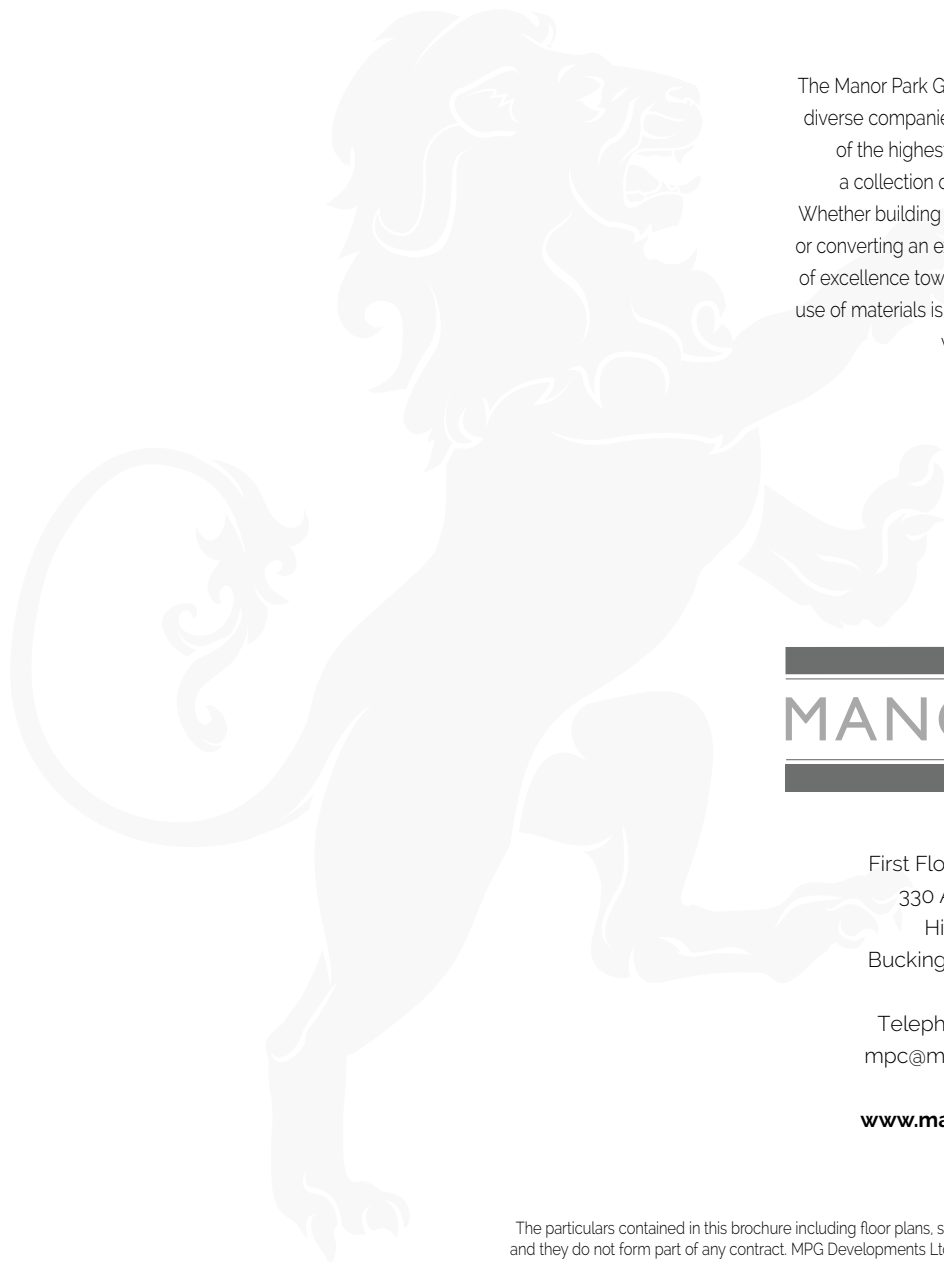 The Manor Park G
diverse companie
of the highes
a collection
Whether building
or converting an e
of excellence tow
use of materials is
MANO
First Flo
330 A
Hi
Bucking
Teleph
mpc@m
www.ma
The particulars contained in this brochure including floor plans, s
and they do not form part of any contract. MPG Developments Lt